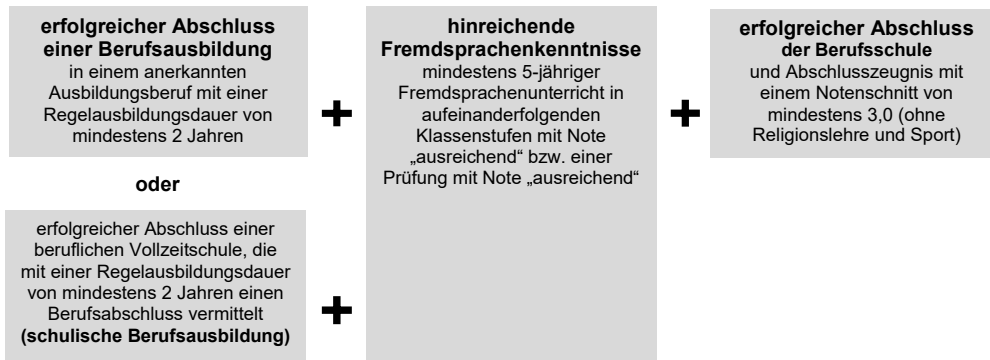 erfolgreicher Abschluss
einer Berufsausbildung
in einem anerkannten
Ausbildungsberuf mit einer
Regelausbildungsdauer von
mindestens 2 Jahren
+
hinreichende
Fremdsprachenkenntnisse
mindestens 5-jähriger
Fremdsprachenunterricht in
aufeinanderfolgenden
Klassenstufen mit Note
„ausreichend“ bzw. einer
Prüfung mit Note „ausreichend“
+
erfolgreicher Abschluss
der Berufsschule
und Abschlusszeugnis mit
einem Notenschnitt von
mindestens 3,0 (ohne
Religionslehre und Sport)
oder
erfolgreicher Abschluss einer
beruflichen Vollzeitschule, die
mit einer Regelausbildungsdauer
von mindestens 2 Jahren einen
Berufsabschluss vermittelt
(schulische Berufsausbildung)
+